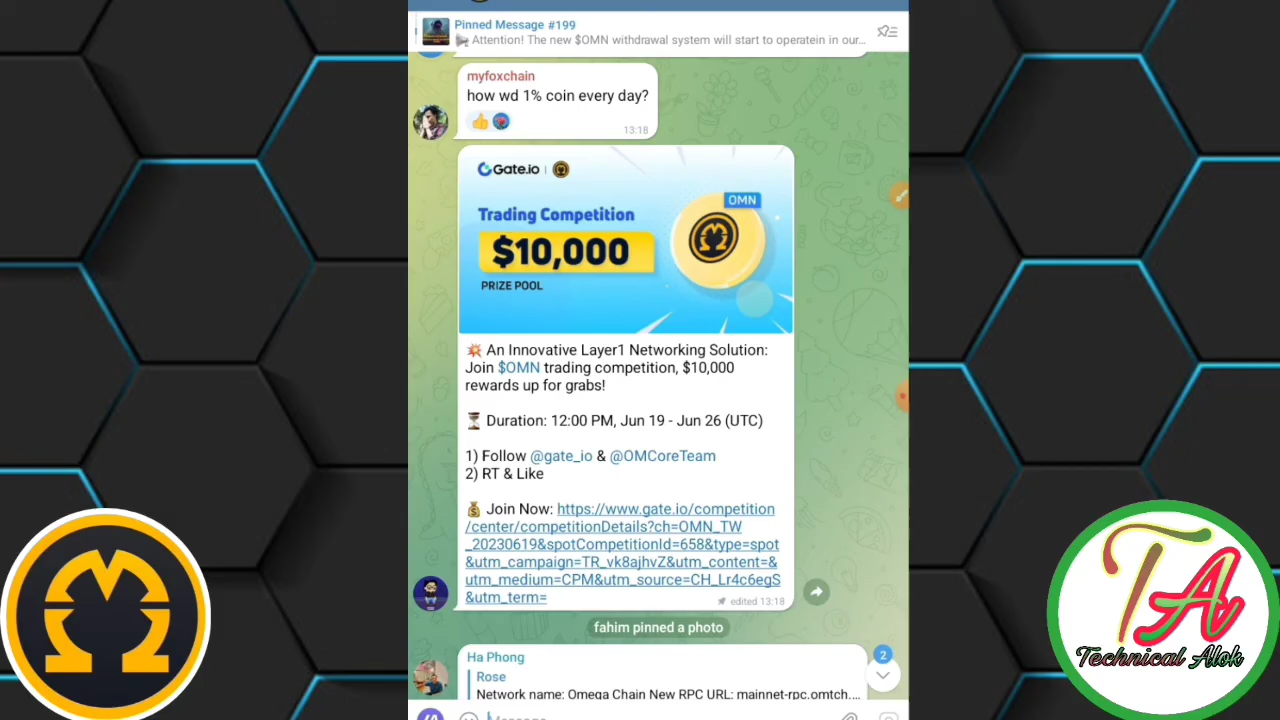 Pinned Message #199
Attention! The new $OMN withdrawal system will start to operatein in our...
myfoxchain
how wd 1% coin every day?
13:18
Gate.io
OMN
Trading Competition
$10,000
PRIZE POOL
An Innovative Layer1 Networking Solution:
Join $OMN trading competition, $10,000
rewards up for grabs!
Duration: 12:00 PM, Jun 19 - Jun 26 (UTC)
1) Follow @gate_io & @OMCoreTeam
2) RT & Like
Join Now: https://www.gate.io/competition
/center/competitionDetails?ch=OMN_TW
_20230619&spotCompetitionId=658&type=spot
&utm_campaign=TR_vk8ajhvZ&utm_content=&
utm_medium=CPM&utm_source=CH_Lr4c6egS
&utm_term=
edited 13:18
fahim pinned a photo
Ha Phong
2
Rose
Network name: Omega Chain New RPC URL: mainnet-rpc.omtch....
Message
TA
Technical Alok